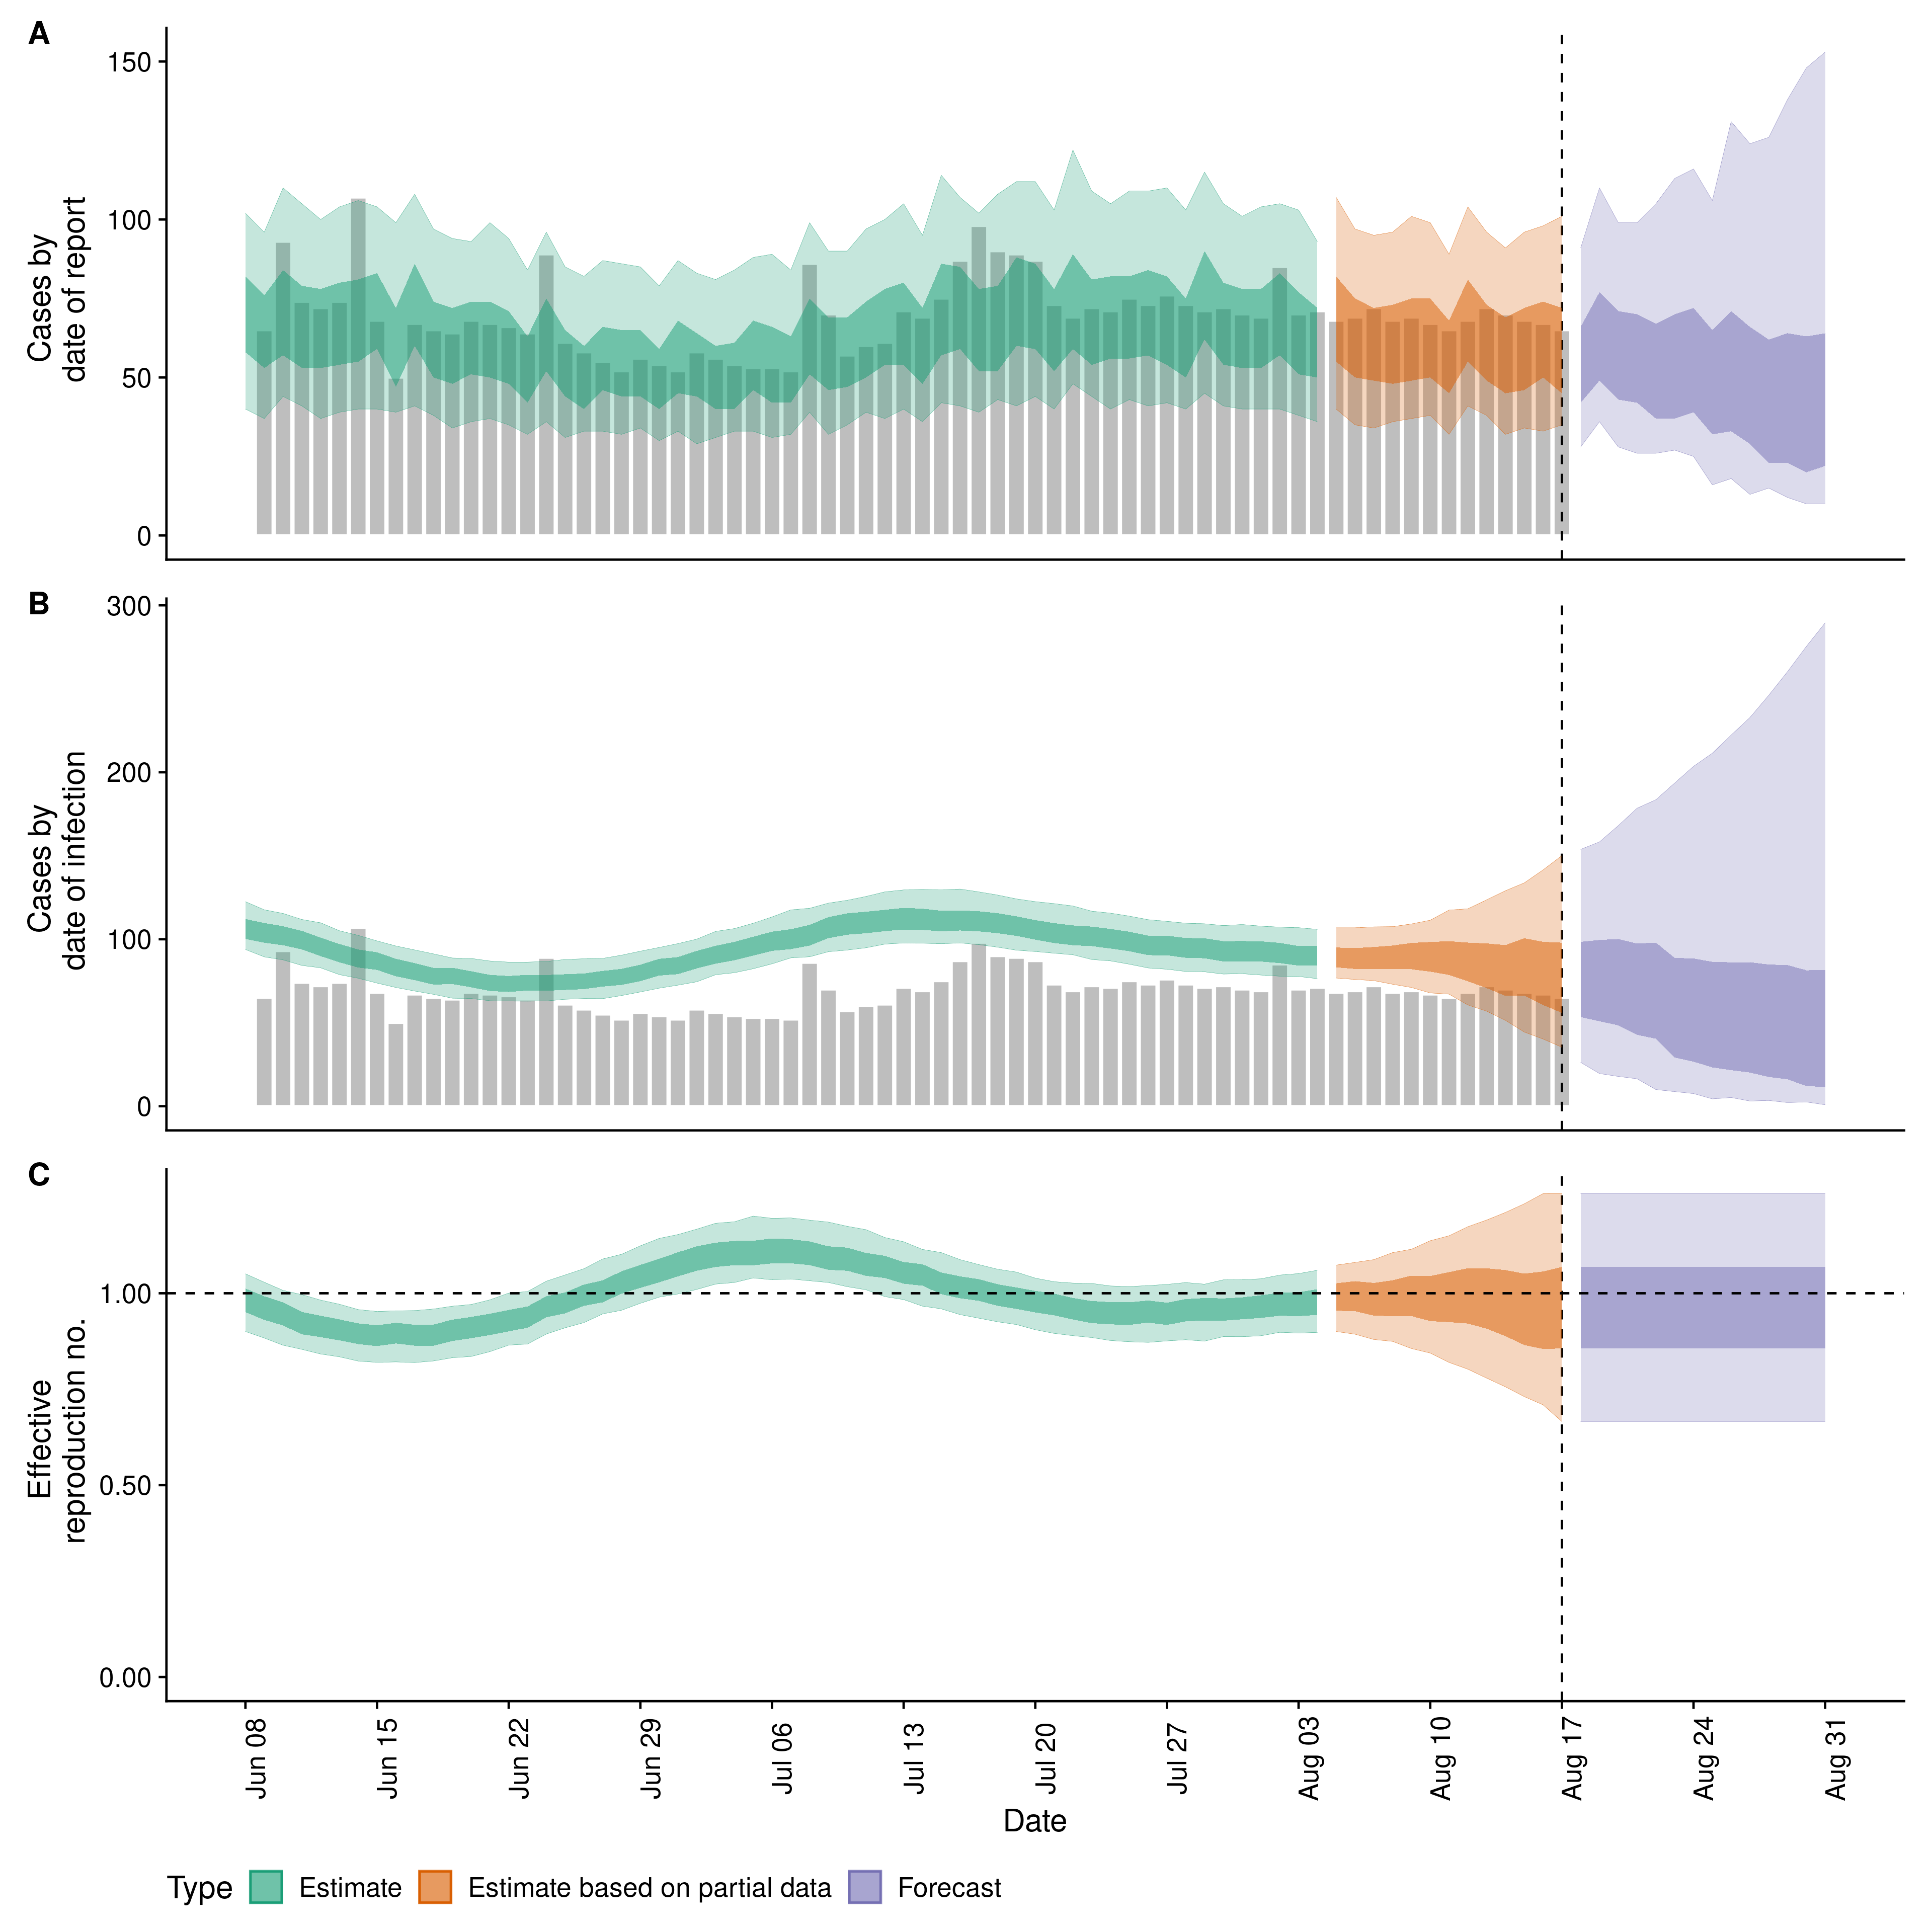 A
Cases by
date of report
150
100
50
0
B
Cases by
date of infection
300
200
100
0
C
Effective
reproduction no.
1.00
0.50
0.00
Jun 08
Jun 15
Jun 22
Jun 29
Jul 06
Jul 13
Jul 20
Jul 27
Aug 03
Aug 10
Aug 17
Aug 24
Aug 31
Date
Type Estimate Estimate based on partial data Forecast